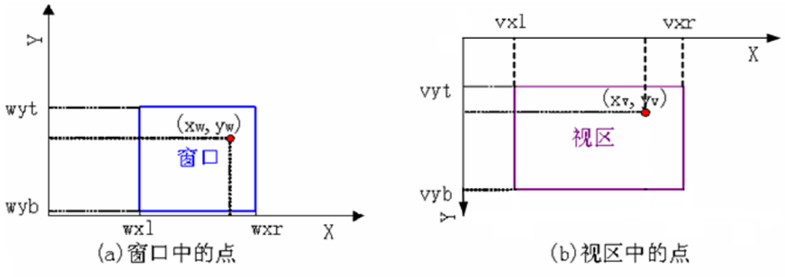 Y
wyt
(xw, yw)
窗口
wyb
wxl
wxr
X
(a)窗口中的点
vxl
vxr
X
vyt
(xv, yv)
视区
vyb
Y
(b)视区中的点